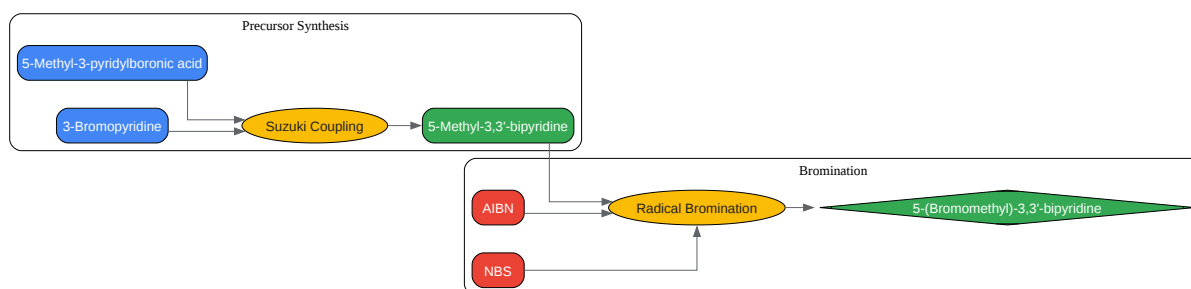 Precursor Synthesis
5-Methyl-3-pyridylboronic acid
3-Bromopyridine
Suzuki Coupling
5-Methyl-3,3'-bipyridine
Bromination
AIBN
Radical Bromination
5-(Bromomethyl)-3,3'-bipyridine
NBS